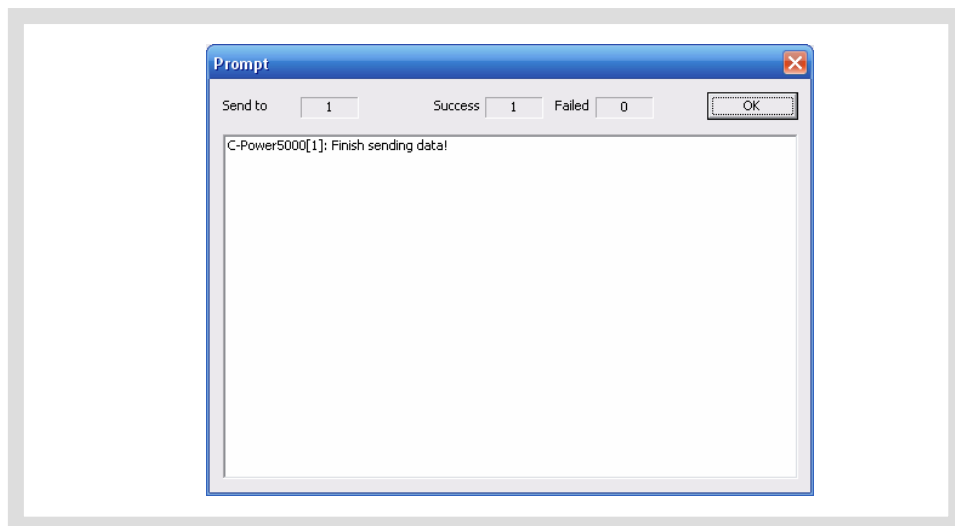 Prompt
Send to 1 Success 1 Failed 0 OK
C-Power5000[1]: Finish sending data!